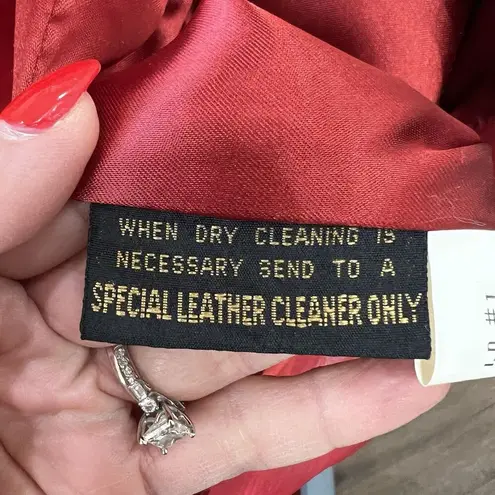 WHEN DRY CLEANING IS
NECESSARY SEND TO A
SPECIAL LEATHER CLEANER ONLY